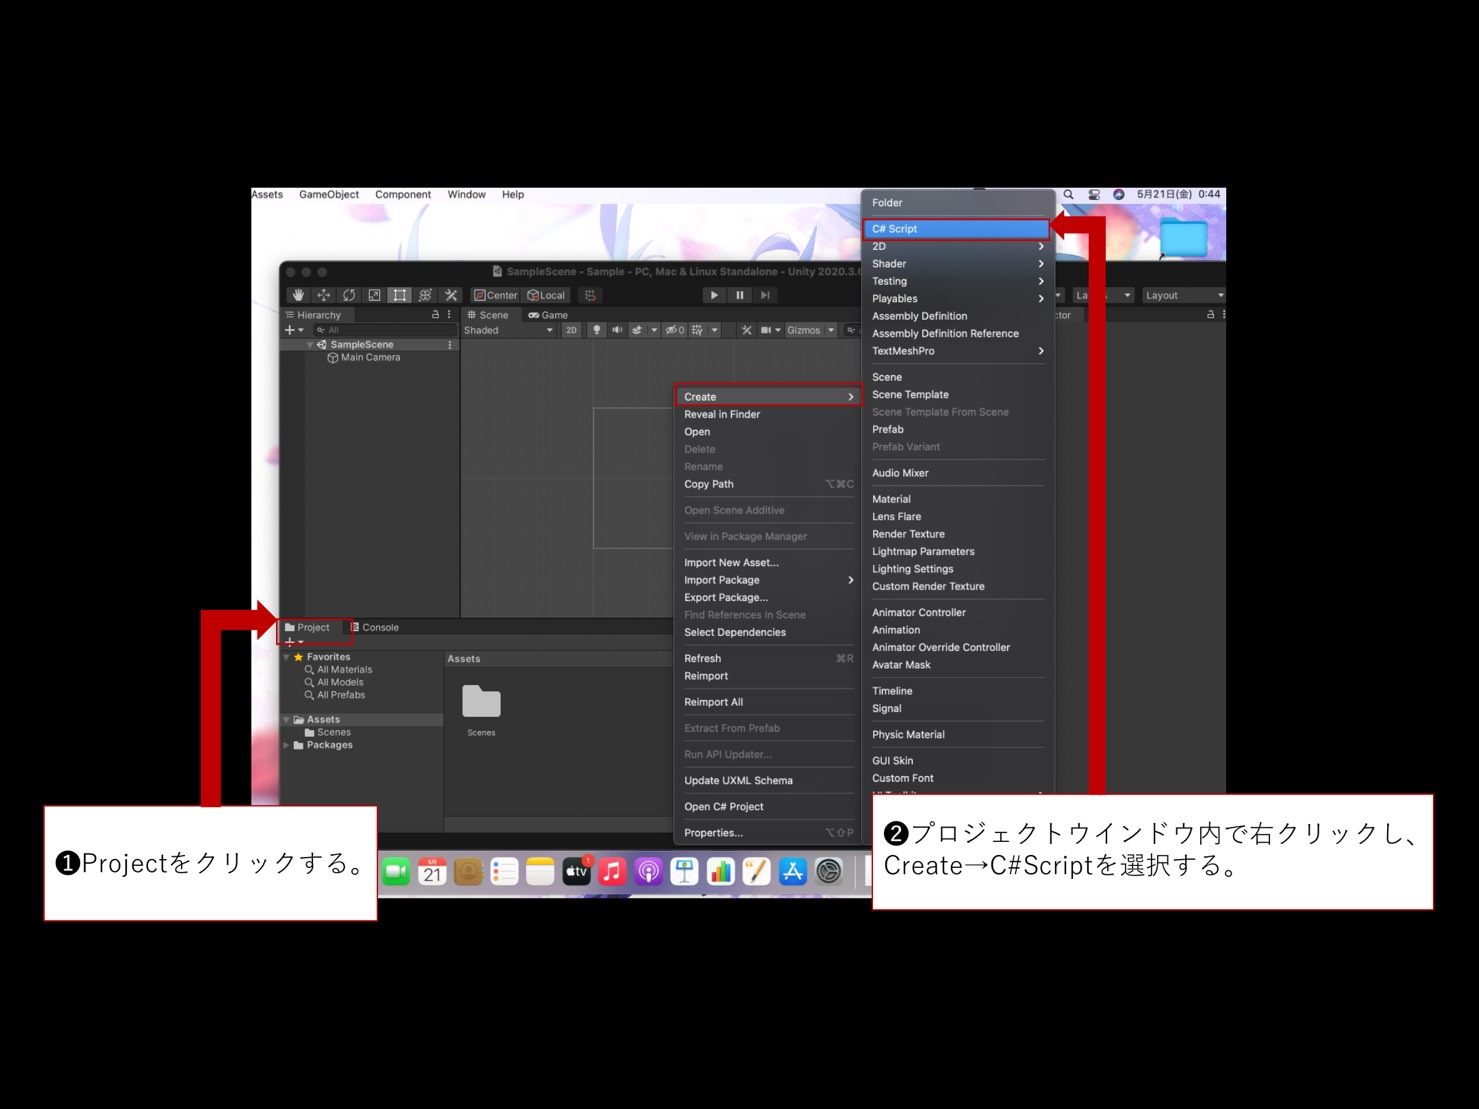 Assets GameObject Component Window Help
5月21日(金) 0:44
SampleScene - Sample - PC, Mac & Linux Standalone - Unity 2020.3.
Center Local
Layout
Hierarchy
All
SampleScene
Main Camera
Scene Game
Shaded 2D 0 Gizmos
Project Console
Favorites
All Materials
All Models
All Prefabs
Assets
Scenes
Packages
Assets
Scenes
Create
Reveal in Finder
Open
Delete
Rename
Copy Path ⌥⌘C
Open Scene Additive
View in Package Manager
Import New Asset...
Import Package
Export Package...
Find References In Scene
Select Dependencies
Refresh ⌘R
Reimport
Reimport All
Extract From Prefab
Run API Updater...
Update UXML Schema
Open C# Project
Properties... ⌥⇧P
Folder
C# Script
2D
Shader
Testing
Playables
Assembly Definition
Assembly Definition Reference
TextMeshPro
Scene
Scene Template
Scene Template From Scene
Prefab
Prefab Variant
Audio Mixer
Material
Lens Flare
Render Texture
Lightmap Parameters
Lighting Settings
Custom Render Texture
Animator Controller
Animation
Animator Override Controller
Avatar Mask
Timeline
Signal
Physic Material
GUI Skin
Custom Font
❶Projectをクリックする。
❷プロジェクトウインドウ内で右クリックし、
Create→C#Scriptを選択する。
21
tv
1